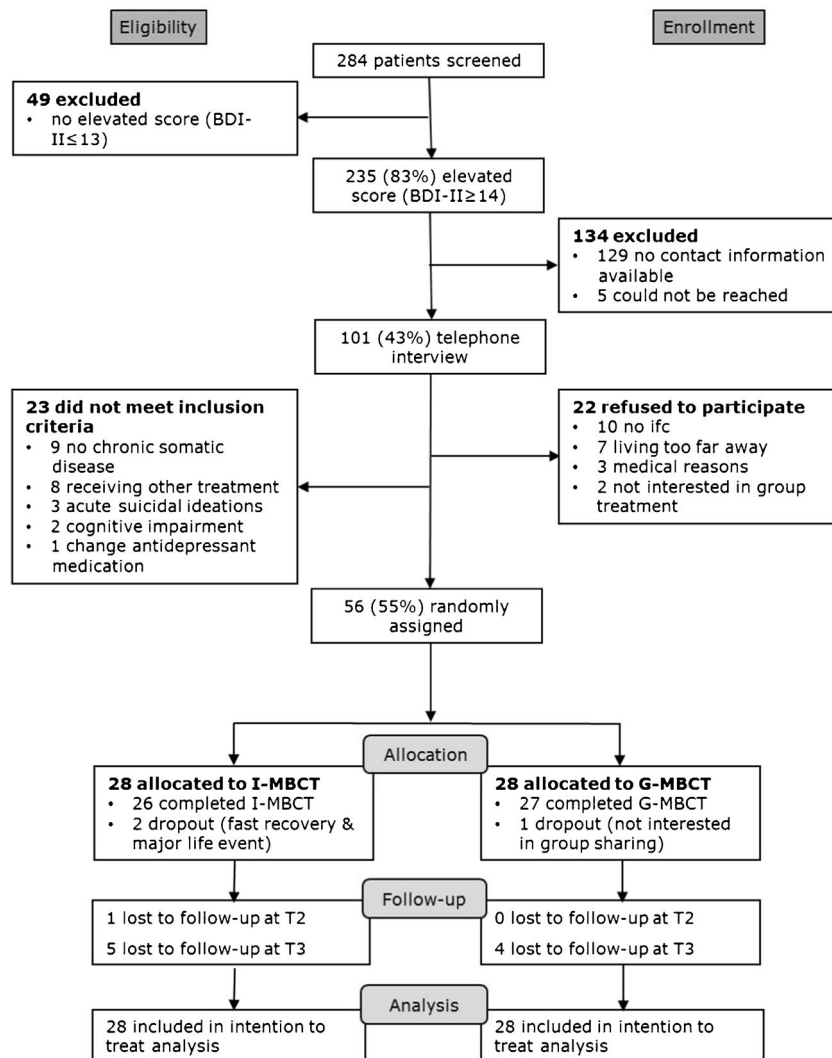 Eligibility
Enrollment
284 patients screened
49 excluded
• no elevated score (BDI-
II≤13)
235 (83%) elevated
score (BDI-II≥14)
134 excluded
• 129 no contact information
available
• 5 could not be reached
101 (43%) telephone
interview
23 did not meet inclusion
criteria
• 9 no chronic somatic
disease
• 8 receiving other treatment
• 3 acute suicidal ideations
• 2 cognitive impairment
• 1 change antidepressant
medication
22 refused to participate
• 10 no ifc
• 7 living too far away
• 3 medical reasons
• 2 not interested in group
treatment
56 (55%) randomly
assigned
Allocation
28 allocated to I-MBCT
• 26 completed I-MBCT
• 2 dropout (fast recovery &
major life event)
28 allocated to G-MBCT
• 27 completed G-MBCT
• 1 dropout (not interested
in group sharing)
Follow-up
1 lost to follow-up at T2
5 lost to follow-up at T3
0 lost to follow-up at T2
4 lost to follow-up at T3
Analysis
28 included in intention to
treat analysis
28 included in intention to
treat analysis